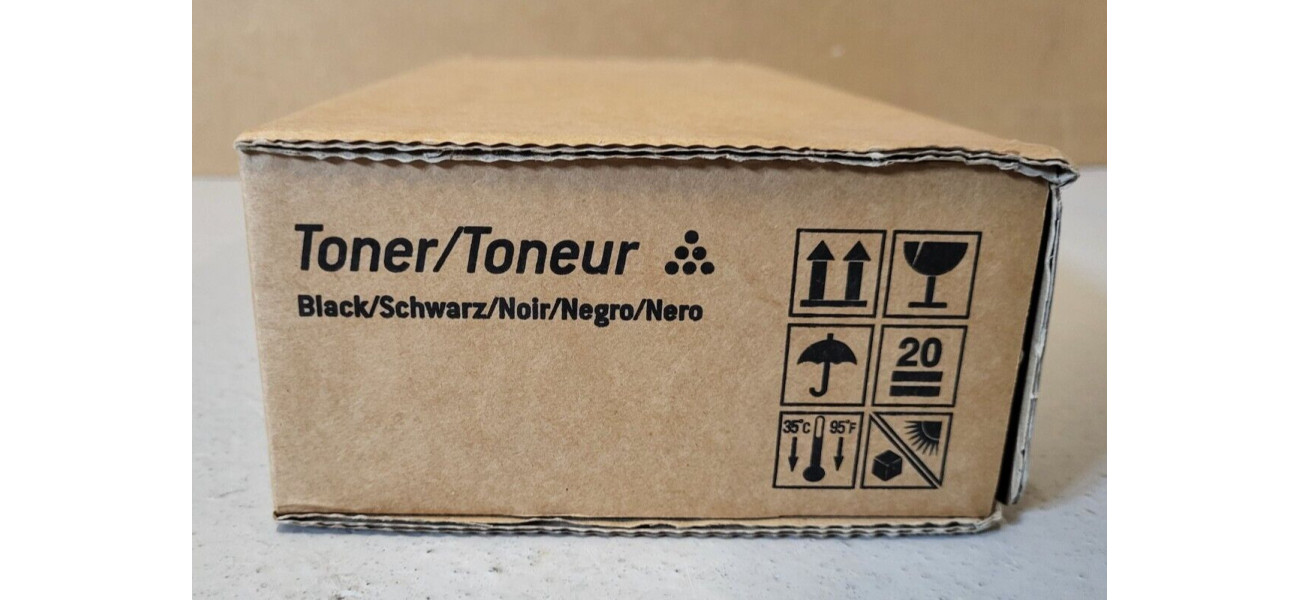 Toner/Toneur
Black/Schwarz/Noir/Negro/Nero
20
35°C 95°F